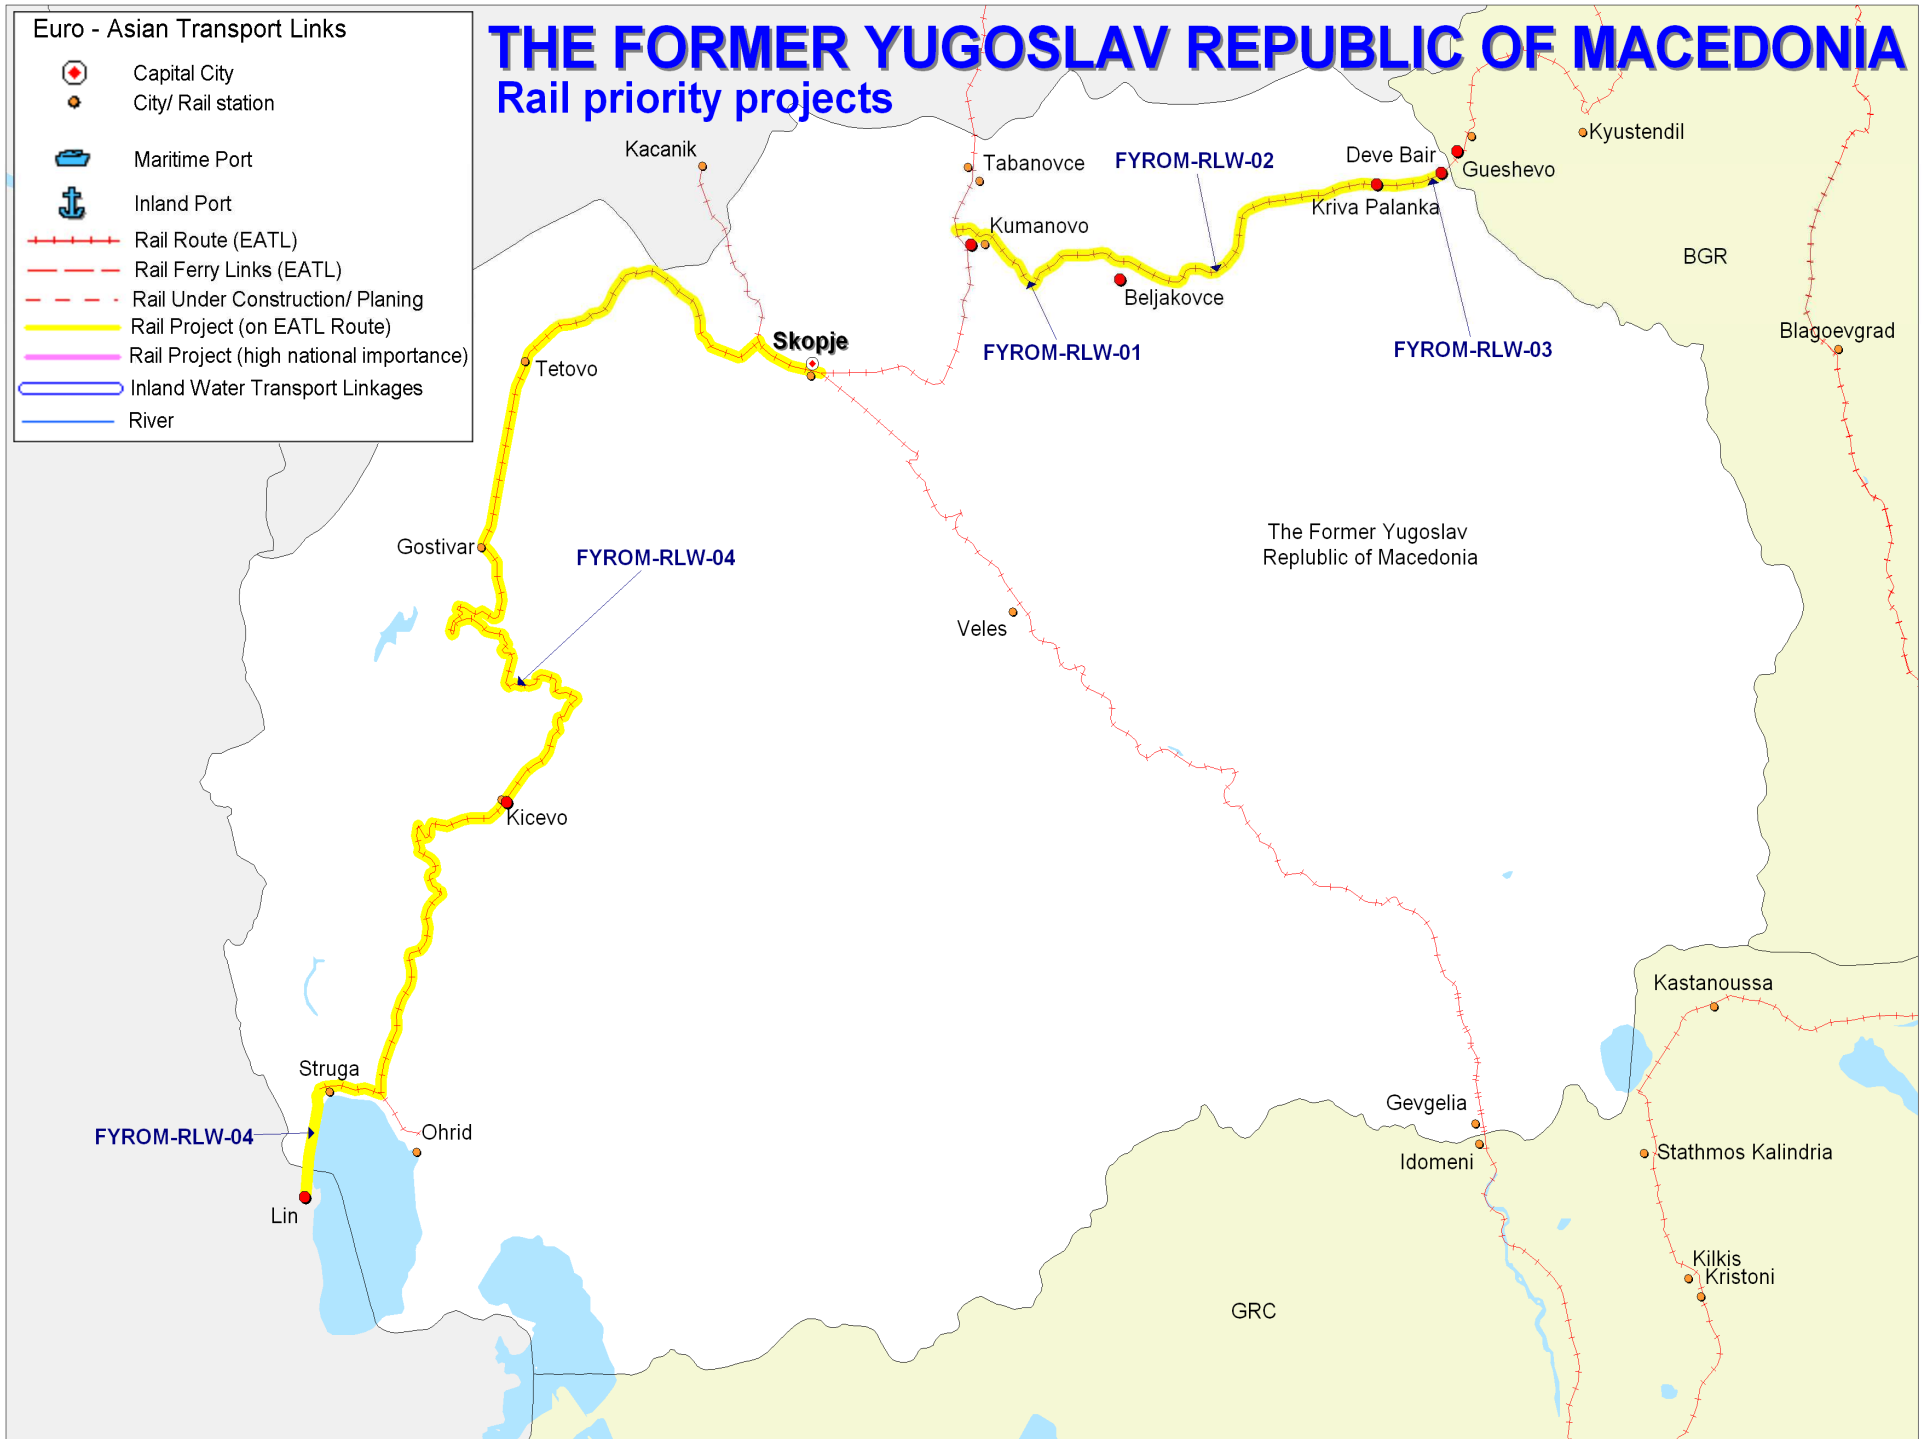 THE FORMER YUGOSLAV REPUBLIC OF MACEDONIA
Rail priority projects
Euro - Asian Transport Links
Capital City
City/ Rail station
Maritime Port
Inland Port
Rail Route (EATL)
Rail Ferry Links (EATL)
Rail Under Construction/ Planing
Rail Project (on EATL Route)
Rail Project (high national importance)
Inland Water Transport Linkages
River
Kacanik
Tabanovce
FYROM-RLW-02
Deve Bair
Gueshevo
Kyustendil
Kriva Palanka
Kumanovo
BGR
Beljakovce
Blagoevgrad
Skopje
FYROM-RLW-01
FYROM-RLW-03
Tetovo
The Former Yugoslav
Replublic of Macedonia
Gostivar
FYROM-RLW-04
Veles
Kicevo
Kastanoussa
Struga
Gevgelia
FYROM-RLW-04
Ohrid
Idomeni
Stathmos Kalindria
Lin
Kilkis
Kristoni
GRC